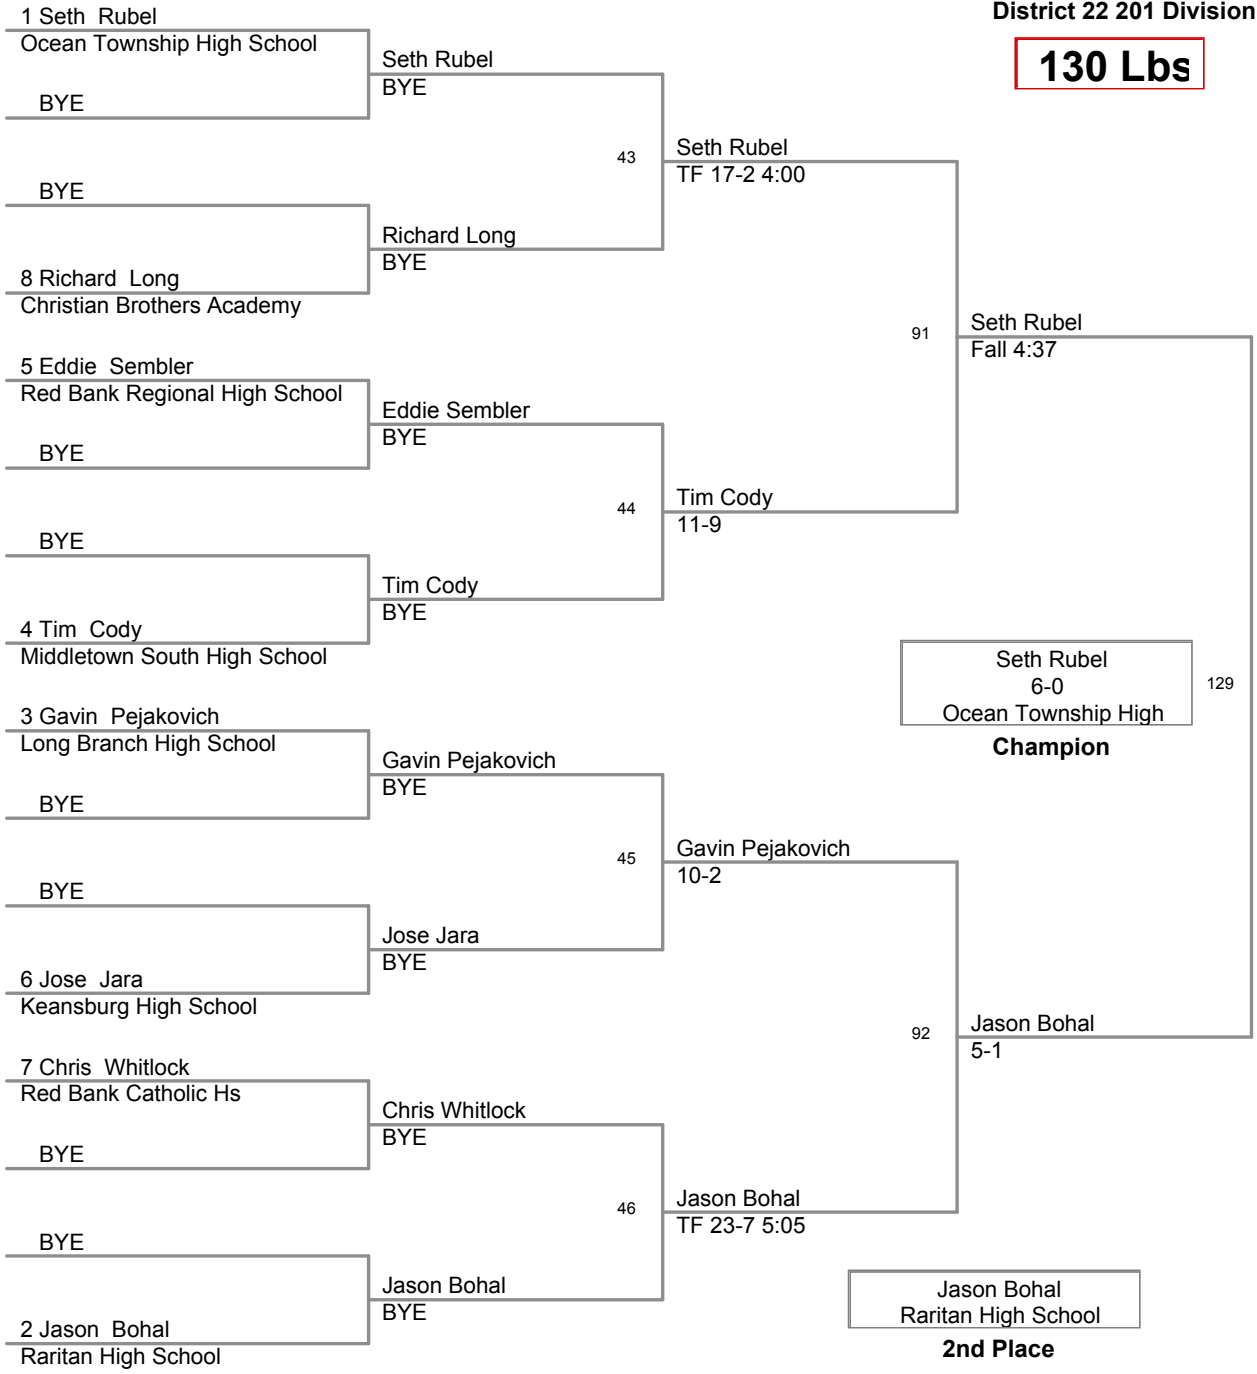 District 22 201 Division
130 Lbs
1 Seth Rubel
Ocean Township High School
BYE
BYE
8 Richard Long
Christian Brothers Academy
5 Eddie Sembler
Red Bank Regional High School
BYE
BYE
4 Tim Cody
Middletown South High School
3 Gavin Pejakovich
Long Branch High School
BYE
BYE
6 Jose Jara
Keansburg High School
7 Chris Whitlock
Red Bank Catholic Hs
BYE
BYE
2 Jason Bohal
Raritan High School
Seth Rubel
BYE
43
Richard Long
BYE
Eddie Sembler
BYE
44
Tim Cody
BYE
Gavin Pejakovich
BYE
45
Jose Jara
BYE
Chris Whitlock
BYE
46
Jason Bohal
BYE
Seth Rubel
TF 17-2 4:00
91
Tim Cody
11-9
Gavin Pejakovich
10-2
92
Jason Bohal
TF 23-7 5:05
Seth Rubel
Fall 4:37
129
Jason Bohal
5-1
Seth Rubel
6-0
Ocean Township High
Champion
Jason Bohal
Raritan High School
2nd Place